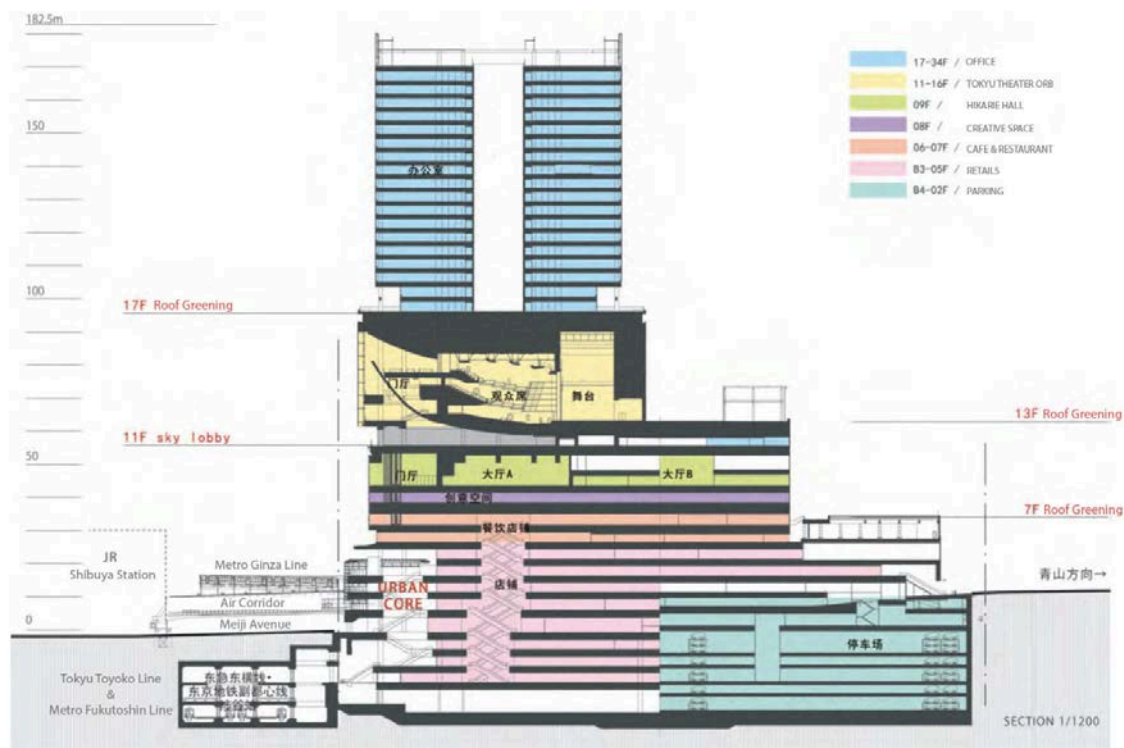 182.5m
17-34F / OFFICE
11-16F / TOKYU THEATER ORB
09F / HIKARIE HALL
08F / CREATIVE SPACE
06-07F / CAFE & RESTAURANT
B3-05F / RETAILS
B4-02F / PARKING
150
办公室
100
17F Roof Greening
门厅
观众席
舞台
13F Roof Greening
11F sky lobby
50
门厅
大厅A
大厅B
创意空间
7F Roof Greening
餐饮店铺
JR
Shibuya Station
Metro Ginza Line
URBAN
CORE
店铺
青山方向→
Air Corridor
0
Meiji Avenue
停车场
Tokyu Toyoko Line
&
Metro Fukutoshin Line
东急东横线•
东京地铁副都心线
SECTION 1/1200